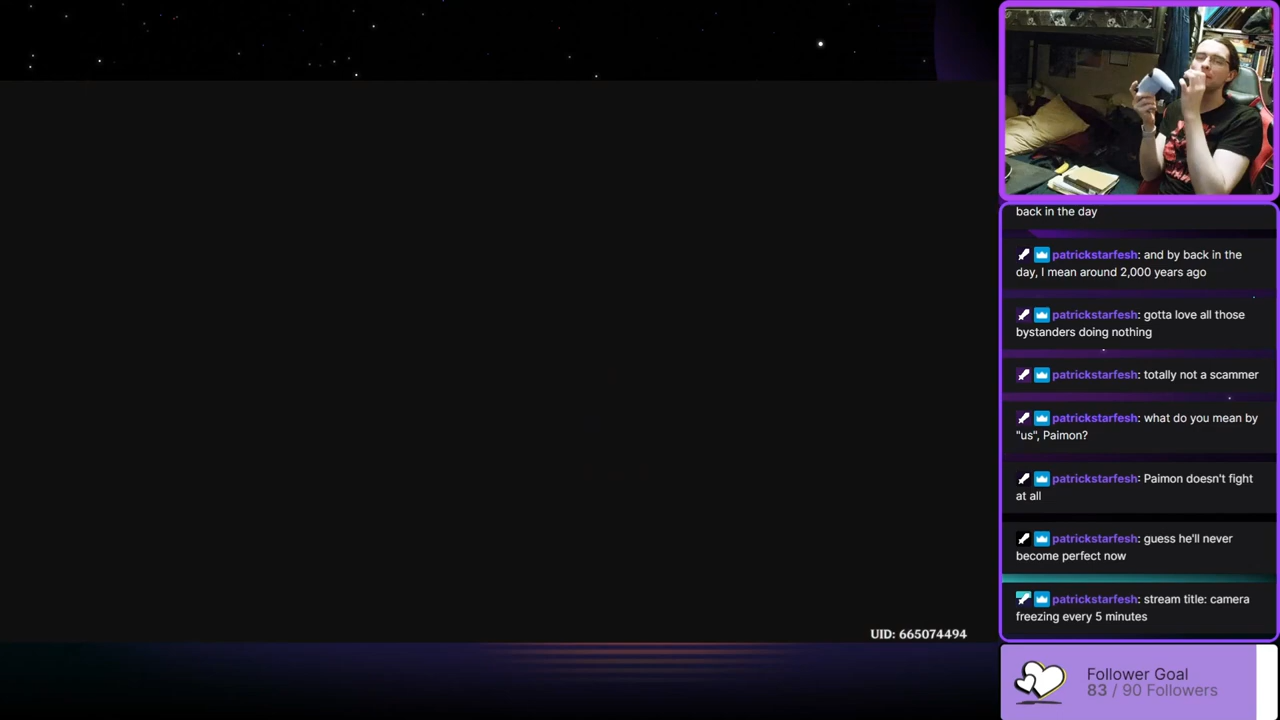 back in the day
patrickstarfesh: and by back in the
day, I mean around 2,000 years ago
patrickstarfesh: gotta love all those
bystanders doing nothing
patrickstarfesh: totally not a scammer
patrickstarfesh: what do you mean by
"us", Paimon?
patrickstarfesh: Paimon doesn't fight
at all
patrickstarfesh: guess he'll never
become perfect now
patrickstarfesh: stream title: camera
freezing every 5 minutes
UID: 665074494
Follower Goal
83 / 90 Followers